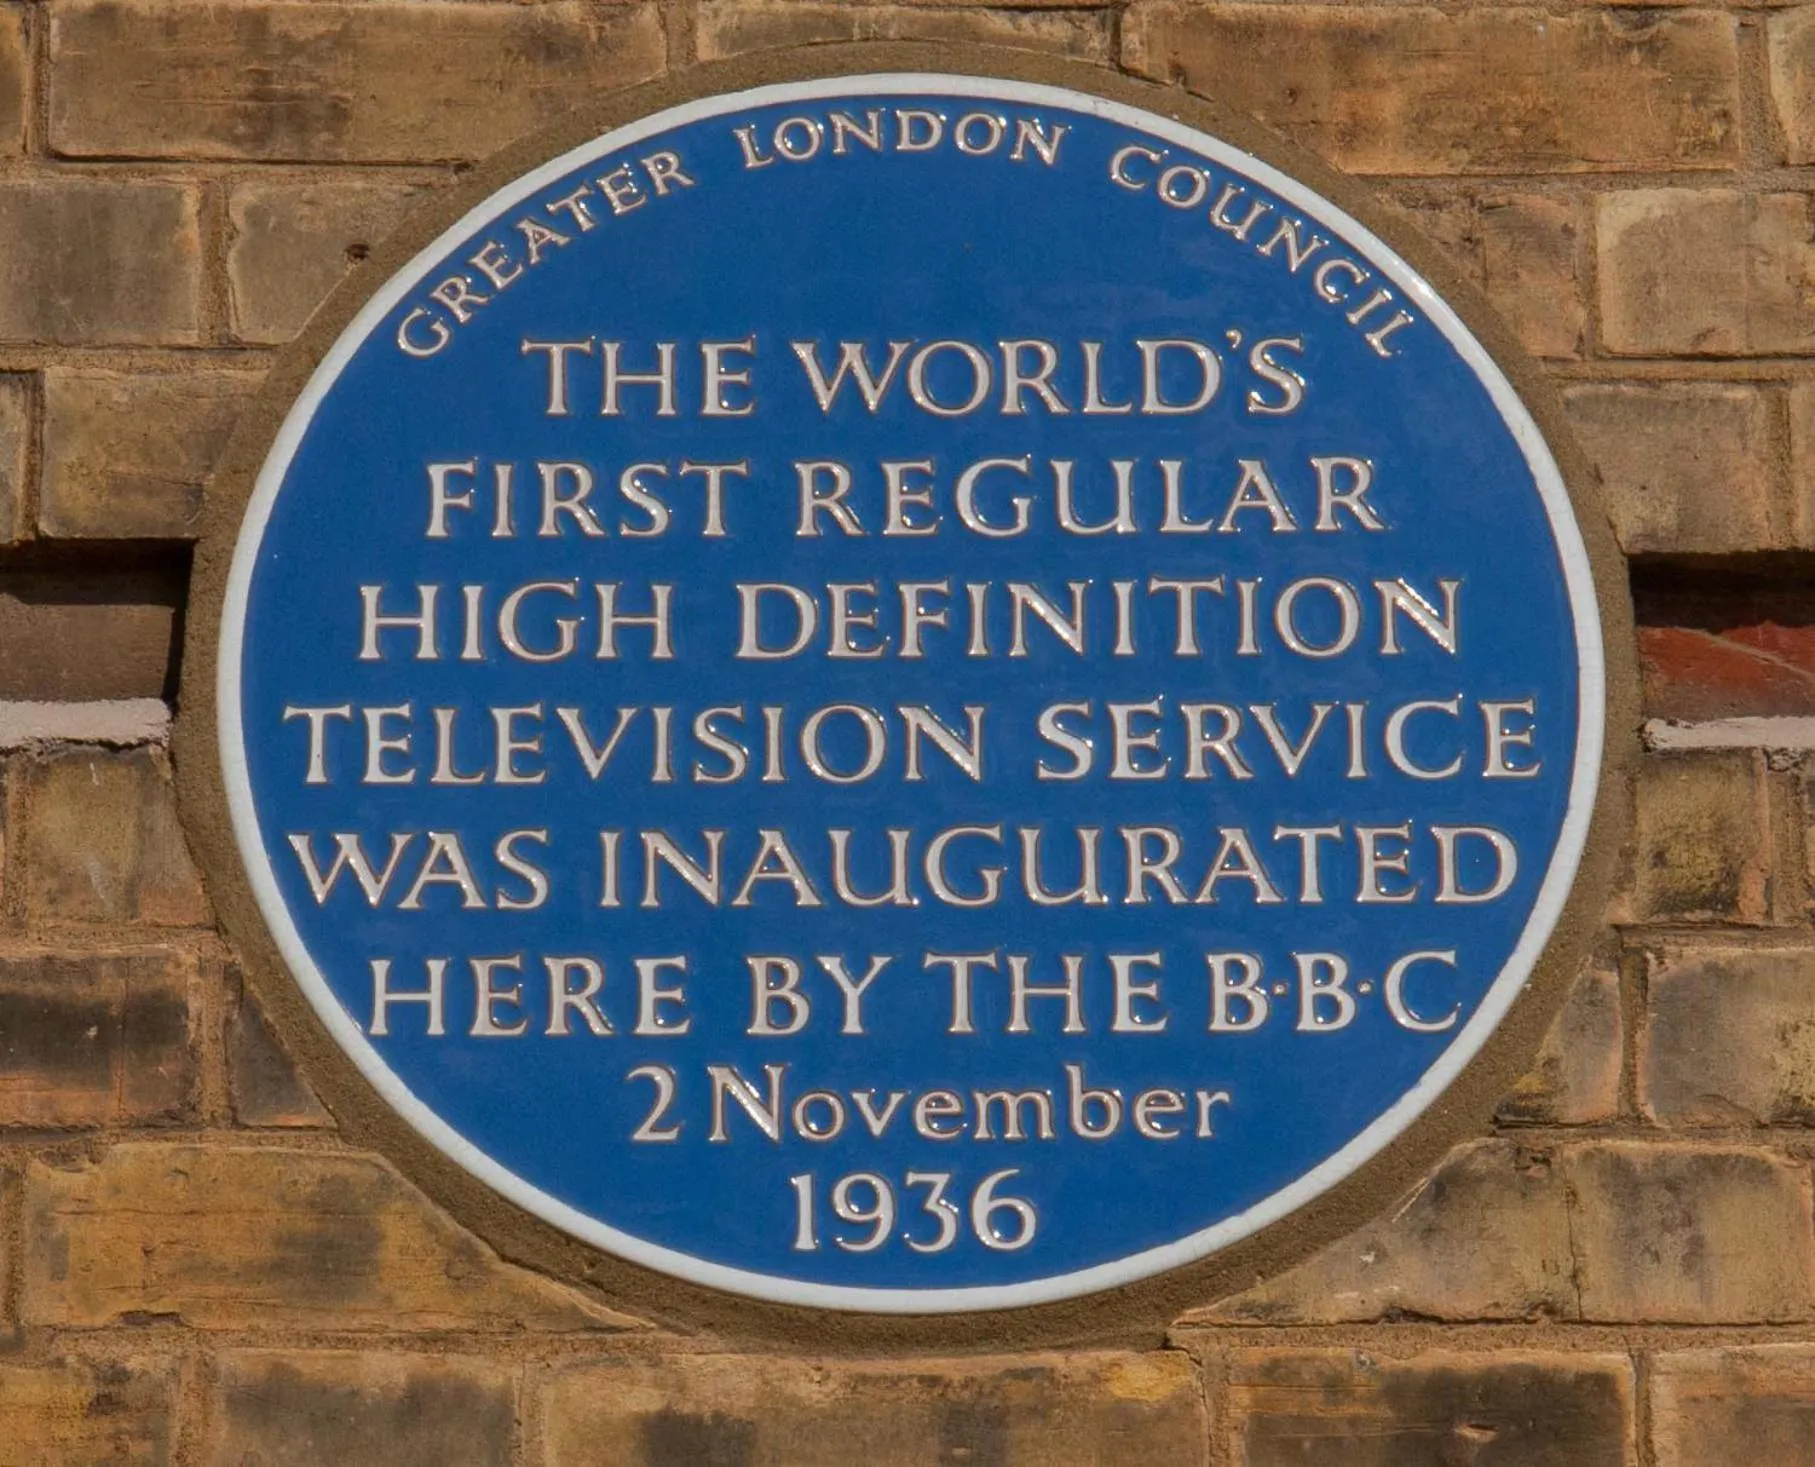 GREATER LONDON COUNCIL
THE WORLD'S
FIRST REGULAR
HIGH DEFINITION
TELEVISION SERVICE
WAS INAUGURATED
HERE BY THE B·B·C
2 November
1936